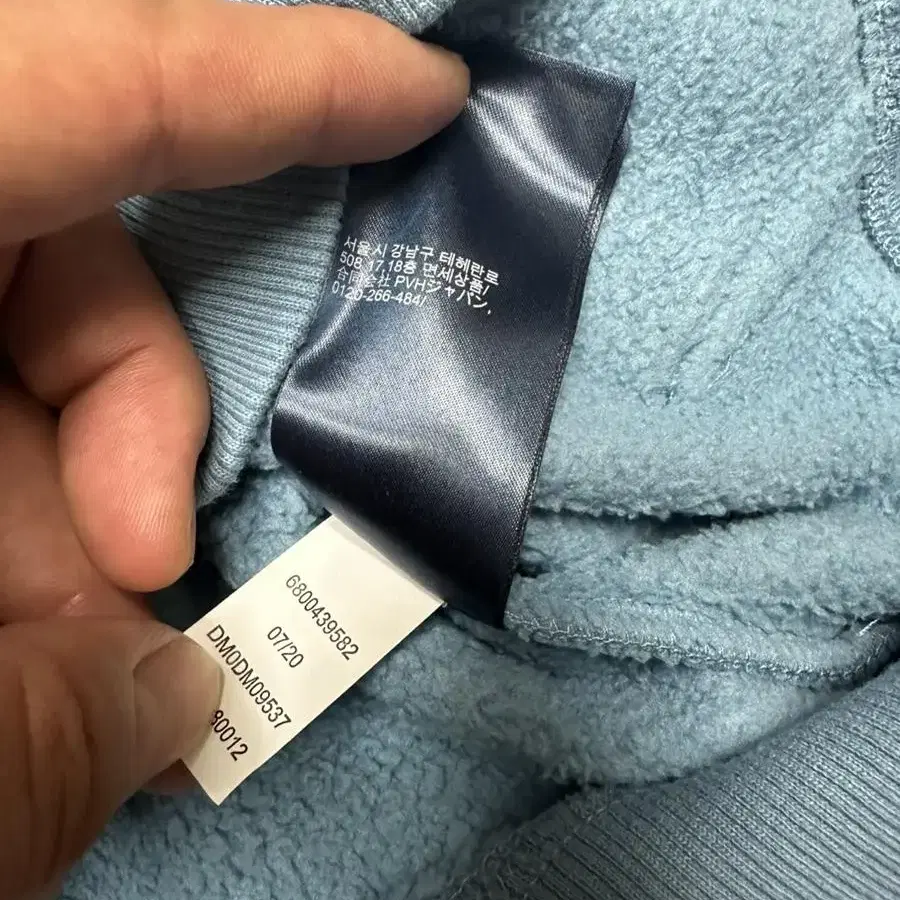 서울시 강남구 테헤란로
508 17,18층 면세상품/
合同会社 PVHジャパン,
0120-266-484/
6800439582
07/20
DM0DM09537
80012